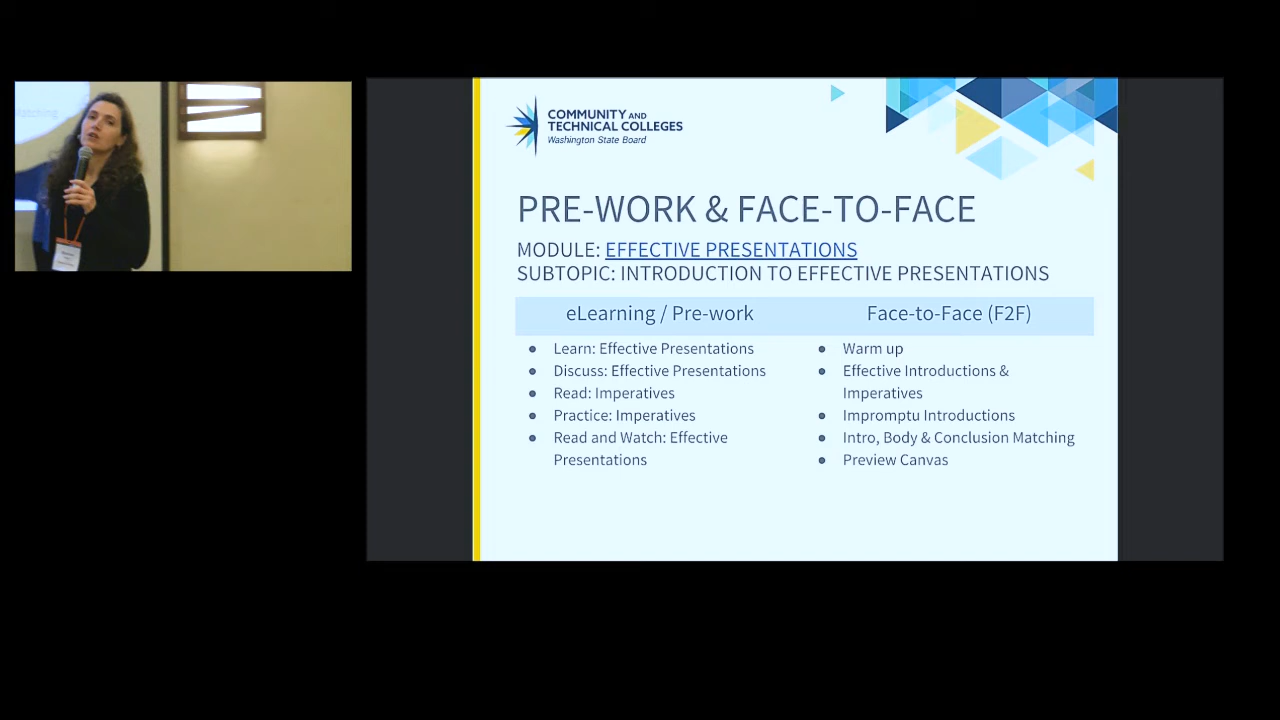 COMMUNITY AND
TECHNICAL COLLEGES
Washington State Board
PRE-WORK & FACE-TO-FACE
MODULE: EFFECTIVE PRESENTATIONS
SUBTOPIC: INTRODUCTION TO EFFECTIVE PRESENTATIONS
eLearning / Pre-work
● Learn: Effective Presentations
● Discuss: Effective Presentations
● Read: Imperatives
● Practice: Imperatives
● Read and Watch: Effective
Presentations
Face-to-Face (F2F)
● Warm up
● Effective Introductions &
Imperatives
● Impromptu Introductions
● Intro, Body & Conclusion Matching
● Preview Canvas